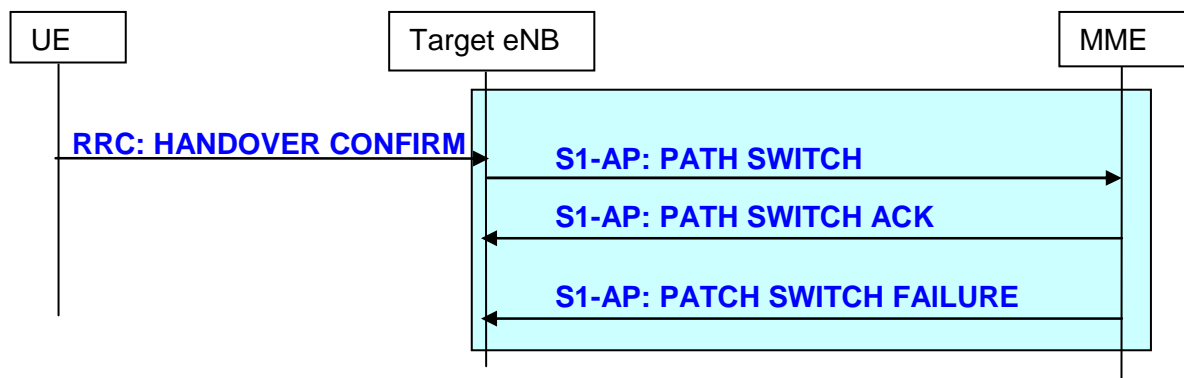 UE
Target eNB
MME
RRC: HANDOVER CONFIRM
S1-AP: PATH SWITCH
S1-AP: PATH SWITCH ACK
S1-AP: PATCH SWITCH FAILURE